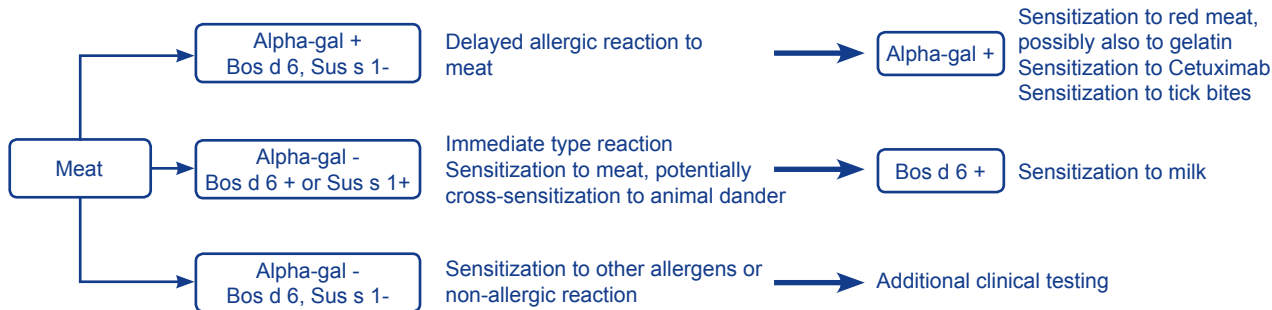 Meat
Alpha-gal +
Bos d 6, Sus s 1-
Delayed allergic reaction to
meat
Alpha-gal +
Sensitization to red meat,
possibly also to gelatin
Sensitization to Cetuximab
Sensitization to tick bites
Alpha-gal -
Bos d 6 + or Sus s 1+
Immediate type reaction
Sensitization to meat, potentially
cross-sensitization to animal dander
Bos d 6 +
Sensitization to milk
Alpha-gal -
Bos d 6, Sus s 1-
Sensitization to other allergens or
non-allergic reaction
Additional clinical testing